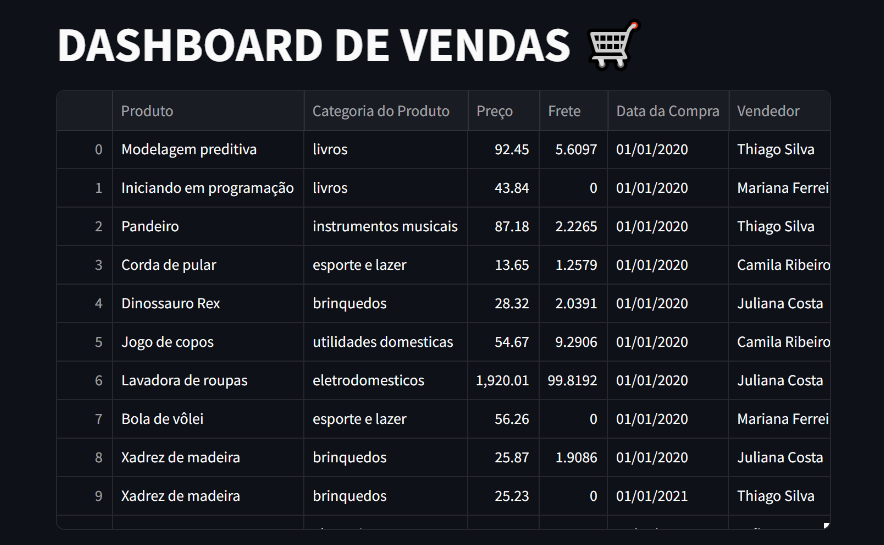 DASHBOARD DE VENDAS
Produto Categoria do Produto Preço Frete Data da Compra Vendedor
0 Modelagem preditiva livros 92.45 5.6097 01/01/2020 Thiago Silva
1 Iniciando em programação livros 43.84 0 01/01/2020 Mariana Ferrei
2 Pandeiro instrumentos musicais 87.18 2.2265 01/01/2020 Thiago Silva
3 Corda de pular esporte e lazer 13.65 1.2579 01/01/2020 Camila Ribeiro
4 Dinossauro Rex brinquedos 28.32 2.0391 01/01/2020 Juliana Costa
5 Jogo de copos utilidades domesticas 54.67 9.2906 01/01/2020 Camila Ribeiro
6 Lavadora de roupas eletrodomesticos 1,920.01 99.8192 01/01/2020 Juliana Costa
7 Bola de vôlei esporte e lazer 56.26 0 01/01/2020 Mariana Ferrei
8 Xadrez de madeira brinquedos 25.87 1.9086 01/01/2020 Juliana Costa
9 Xadrez de madeira brinquedos 25.23 0 01/01/2021 Thiago Silva